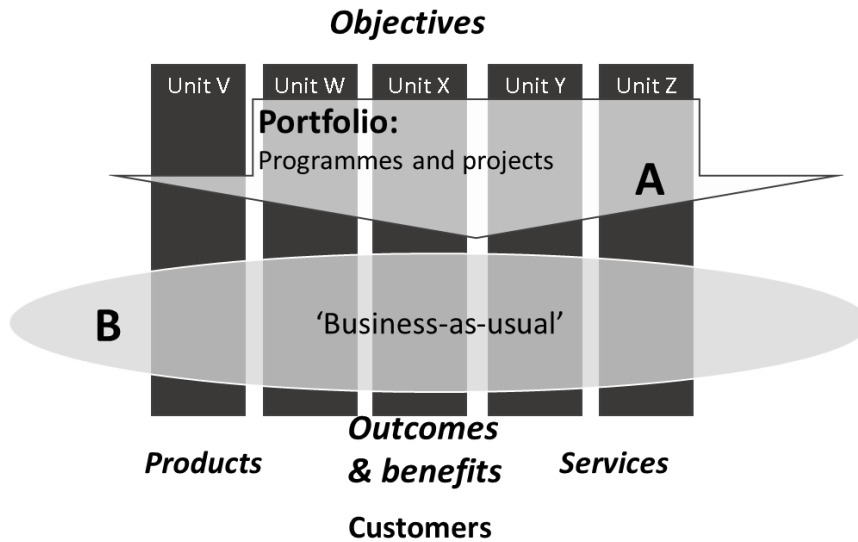 Objectives
Unit V Unit W Unit X Unit Y Unit Z
Portfolio:
Programmes and projects
A
B
‘Business-as-usual’
Outcomes
& benefits
Products
Services
Customers